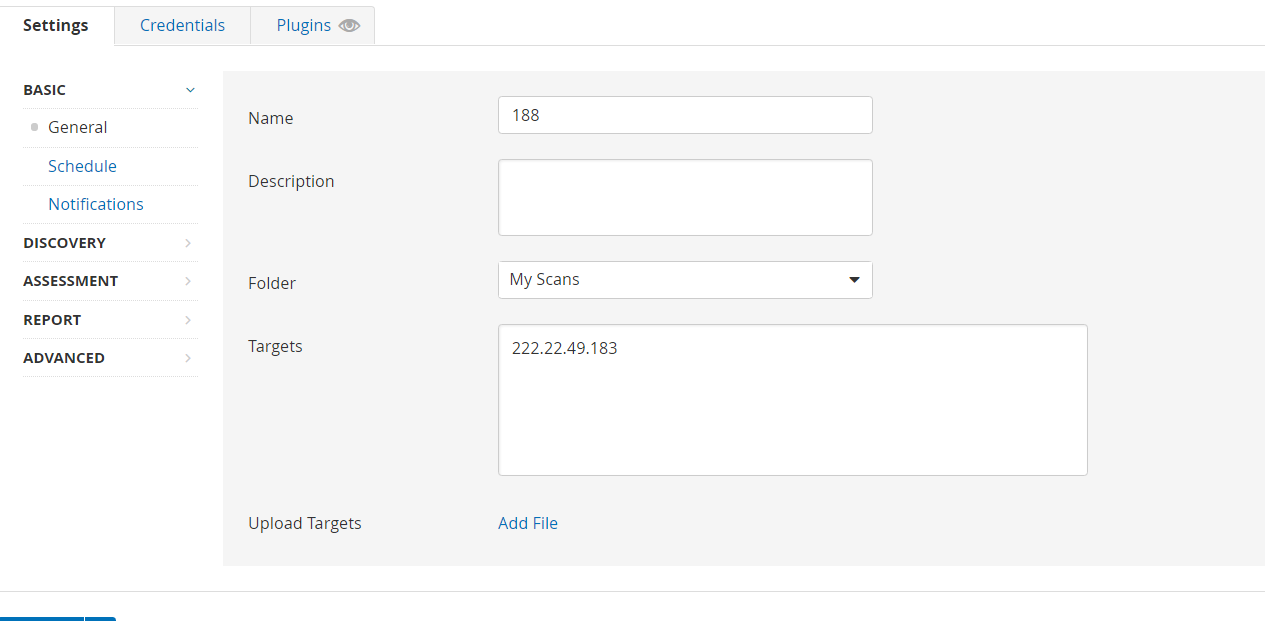 Settings Credentials Plugins
BASIC
General
Schedule
Notifications
DISCOVERY
ASSESSMENT
REPORT
ADVANCED
Name 188
Description
Folder My Scans
Targets 222.22.49.183
Upload Targets Add File